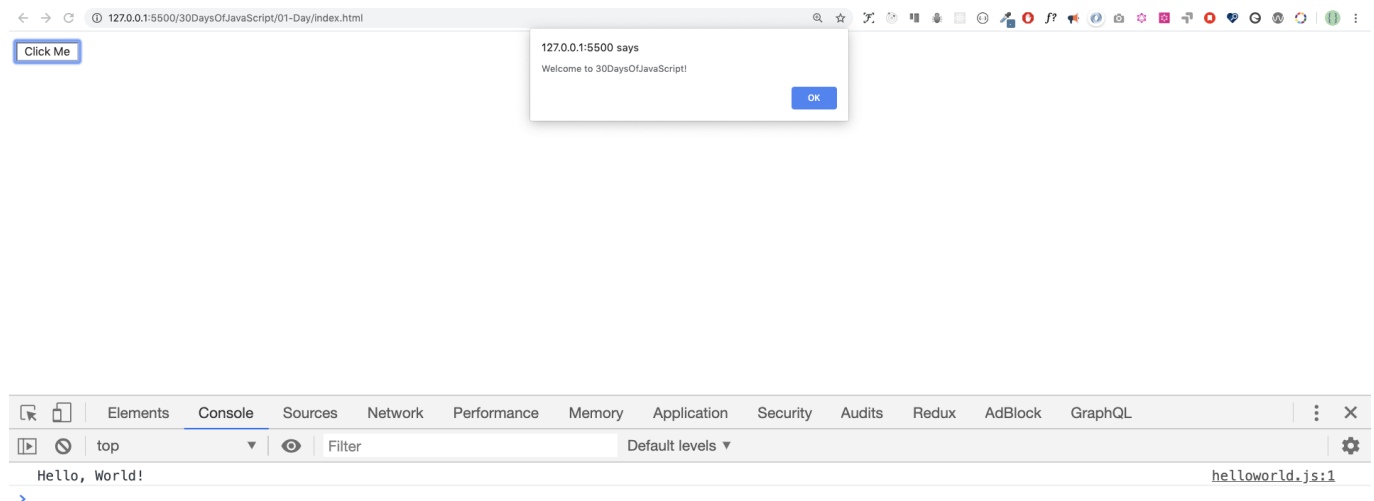 127.0.0.1:5500/30DaysOfJavaScript/01-Day/index.html
Click Me
127.0.0.1:5500 says
Welcome to 30DaysOfJavaScript!
OK
Elements Console Sources Network Performance Memory Application Security Audits Redux AdBlock GraphQL
top Filter Default levels ▼
Hello, World! helloworld.js:1